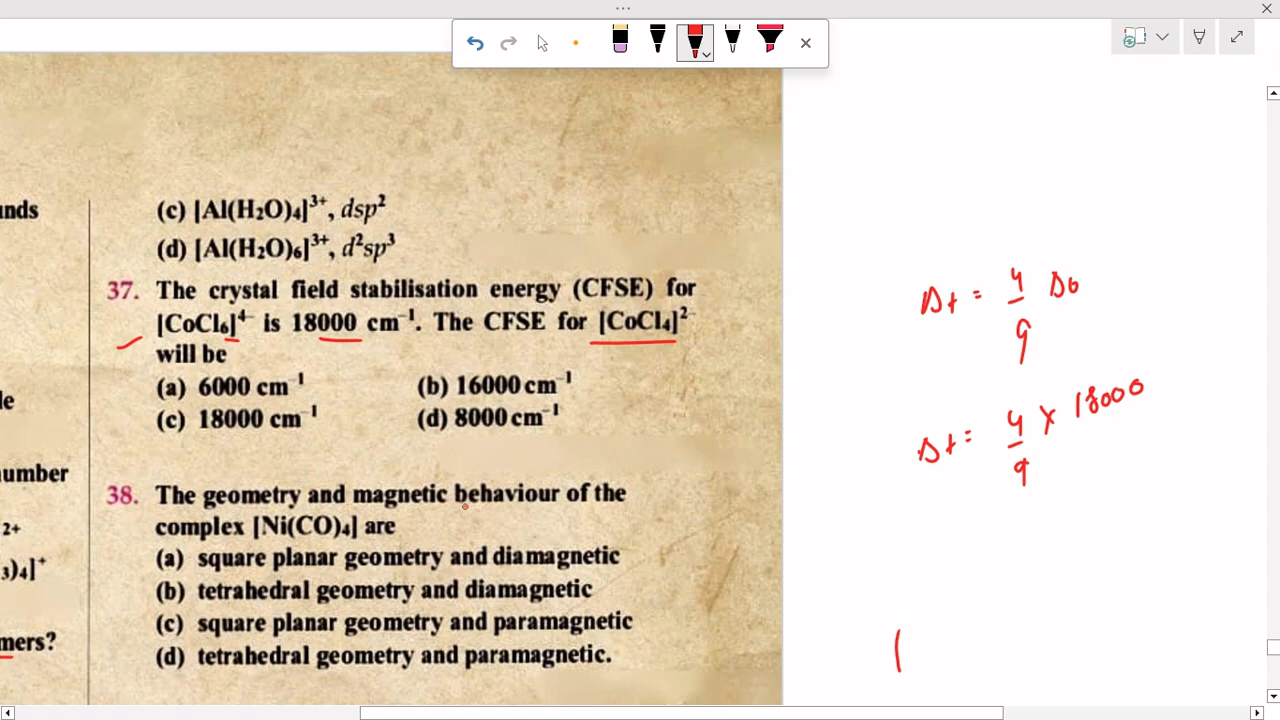 unds
(c) [Al(H₂O)₄]³⁺, dsp²
(d) [Al(H₂O)₆]³⁺, d²sp³
37. The crystal field stabilisation energy (CFSE) for
[CoCl₆]⁴⁻ is 18000 cm⁻¹. The CFSE for [CoCl₄]²⁻
will be
(a) 6000 cm⁻¹ (b) 16000 cm⁻¹
le
(c) 18000 cm⁻¹ (d) 8000 cm⁻¹
umber
38. The geometry and magnetic behaviour of the
2+
complex [Ni(CO)₄] are
(a) square planar geometry and diamagnetic
₃)₄]⁺
(b) tetrahedral geometry and diamagnetic
(c) square planar geometry and paramagnetic
mers?
(d) tetrahedral geometry and paramagnetic.
Δt = 4/9 Δo
Δt = 4/9 × 18000